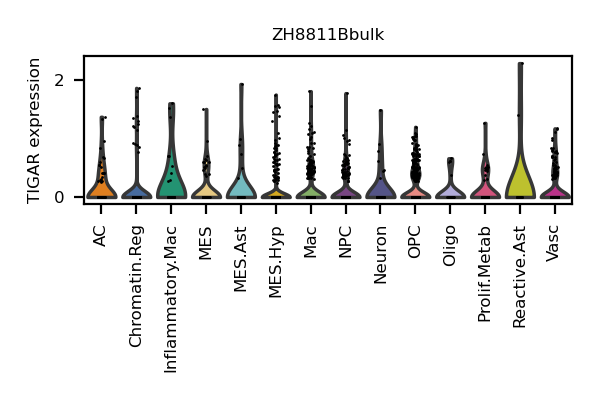 ZH8811Bbulk
TIGAR expression
2
0
AC
Chromatin.Reg
Inflammatory.Mac
MES
MES.Ast
MES.Hyp
Mac
NPC
Neuron
OPC
Oligo
Prolif.Metab
Reactive.Ast
Vasc